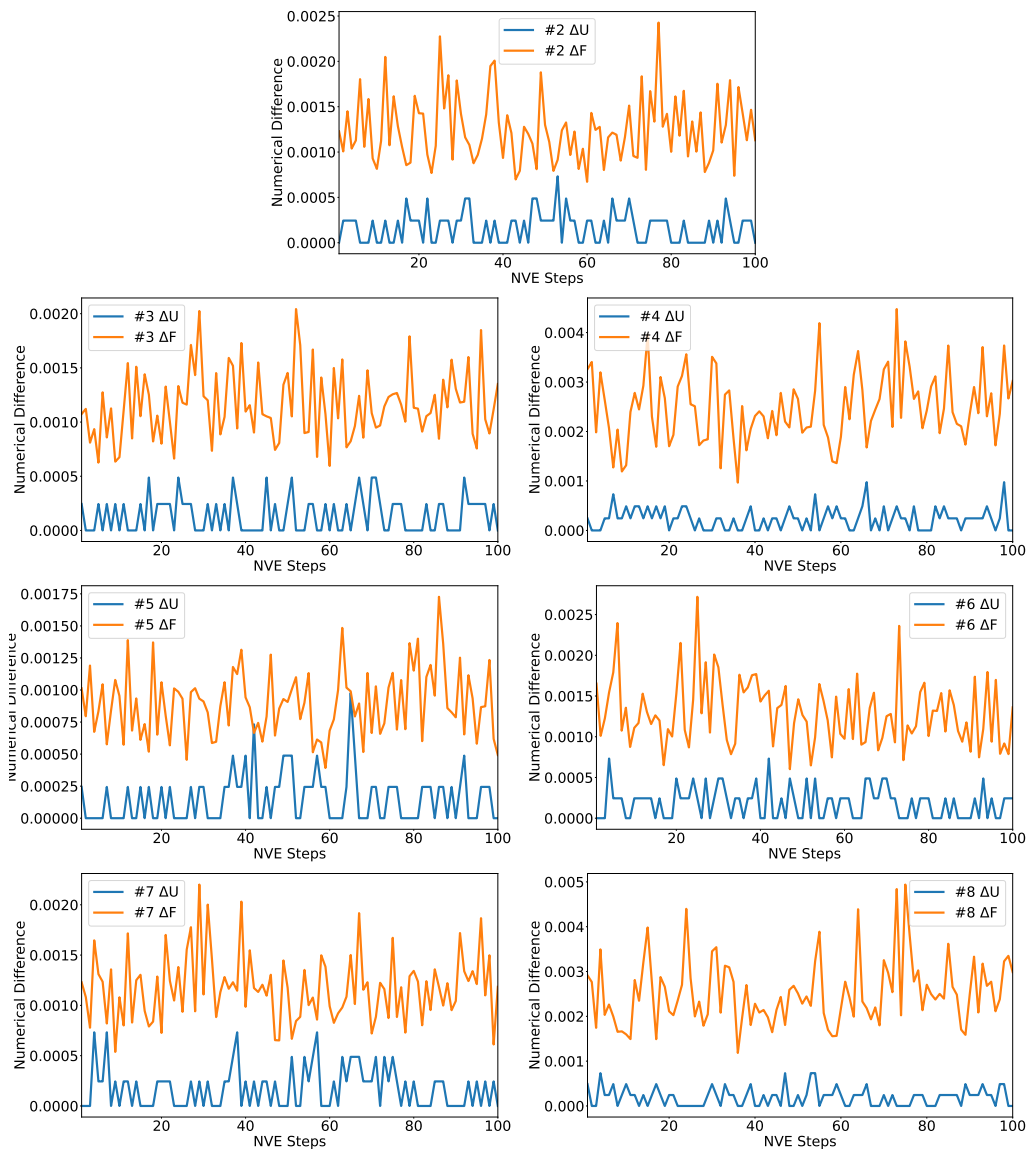 0.0025
0.0020
0.0015
0.0010
0.0005
0.0000
Numerical Difference
#2 ΔU
#2 ΔF
20 40 60 80 100
NVE Steps
0.0020
0.0015
0.0010
0.0005
0.0000
Numerical Difference
#3 ΔU
#3 ΔF
20 40 60 80 100
NVE Steps
0.004
0.003
0.002
0.001
0.000
Numerical Difference
#4 ΔU
#4 ΔF
20 40 60 80 100
NVE Steps
0.00175
0.00150
0.00125
0.00100
0.00075
0.00050
0.00025
0.00000
Numerical Difference
#5 ΔU
#5 ΔF
20 40 60 80 100
NVE Steps
0.0025
0.0020
0.0015
0.0010
0.0005
0.0000
Numerical Difference
#6 ΔU
#6 ΔF
20 40 60 80 100
NVE Steps
0.0020
0.0015
0.0010
0.0005
0.0000
Numerical Difference
#7 ΔU
#7 ΔF
20 40 60 80 100
NVE Steps
0.005
0.004
0.003
0.002
0.001
0.000
Numerical Difference
#8 ΔU
#8 ΔF
20 40 60 80 100
NVE Steps